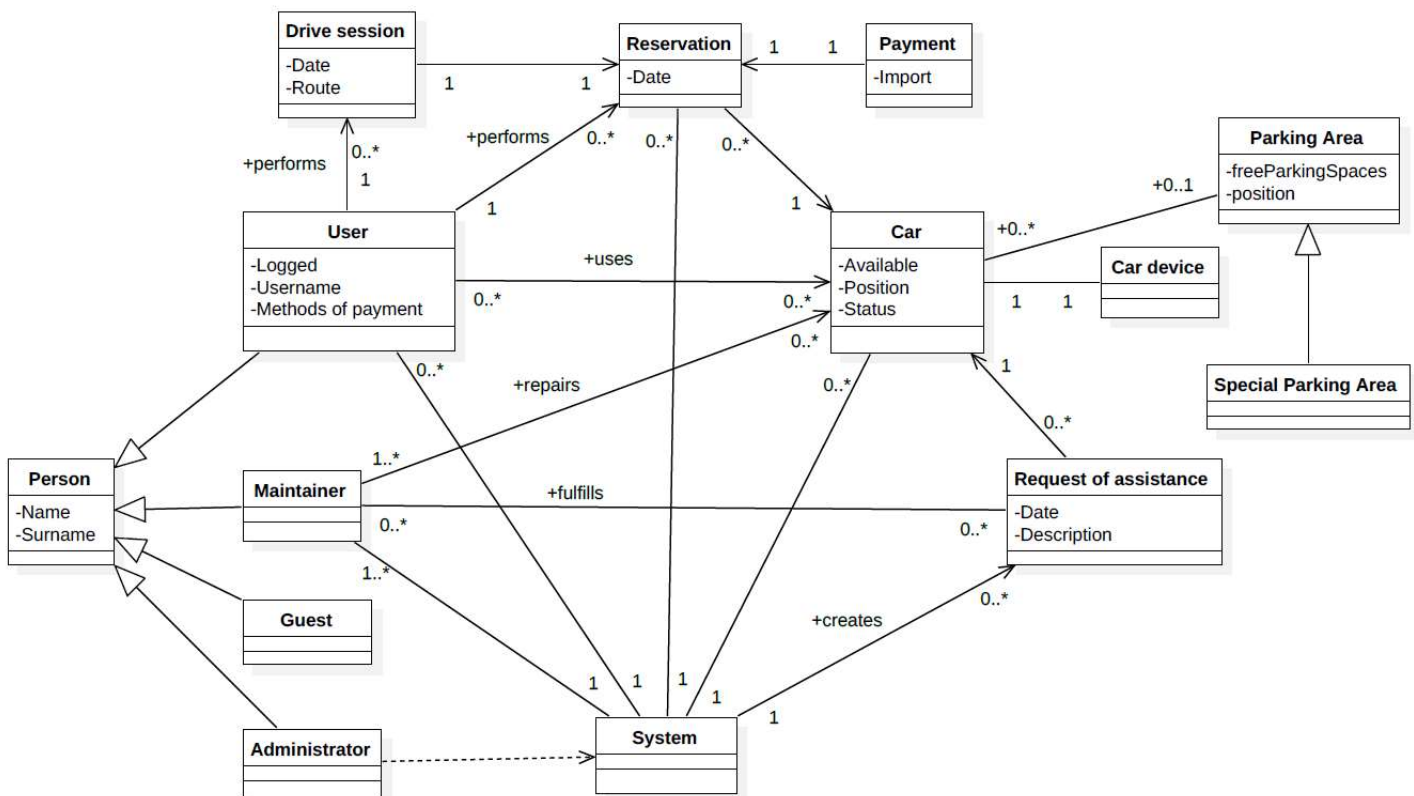 Drive session
-Date
-Route
Reservation
-Date
Payment
-Import
1
1
1
1
+performs
0..*
1
+performs
0..*
1
0..*
0..*
1
Parking Area
-freeParkingSpaces
-position
+0..1
+0..*
User
-Logged
-Username
-Methods of payment
+uses
0..*
0..*
Car
-Available
-Position
-Status
Car device
1
1
0..*
+repairs
0..*
0..*
1
Special Parking Area
0..*
1..*
Person
-Name
-Surname
Maintainer
+fulfills
0..*
0..*
Request of assistance
-Date
-Description
1..*
0..*
+creates
Guest
1
1
1
1
1
Administrator
System